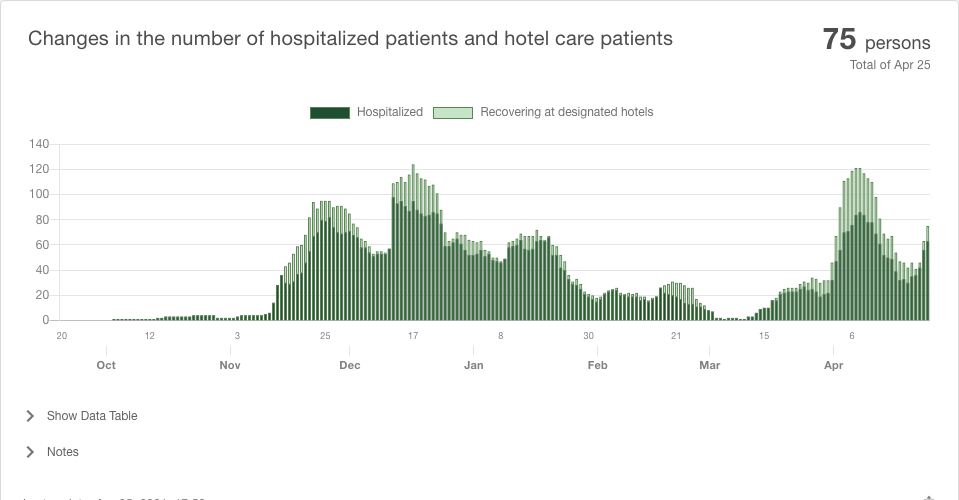 Changes in the number of hospitalized patients and hotel care patients
75 persons
Total of Apr 25
Hospitalized
Recovering at designated hotels
140
120
100
80
60
40
20
0
20 12 3 25 17 8 30 21 15 6
Oct Nov Dec Jan Feb Mar Apr
Show Data Table
Notes